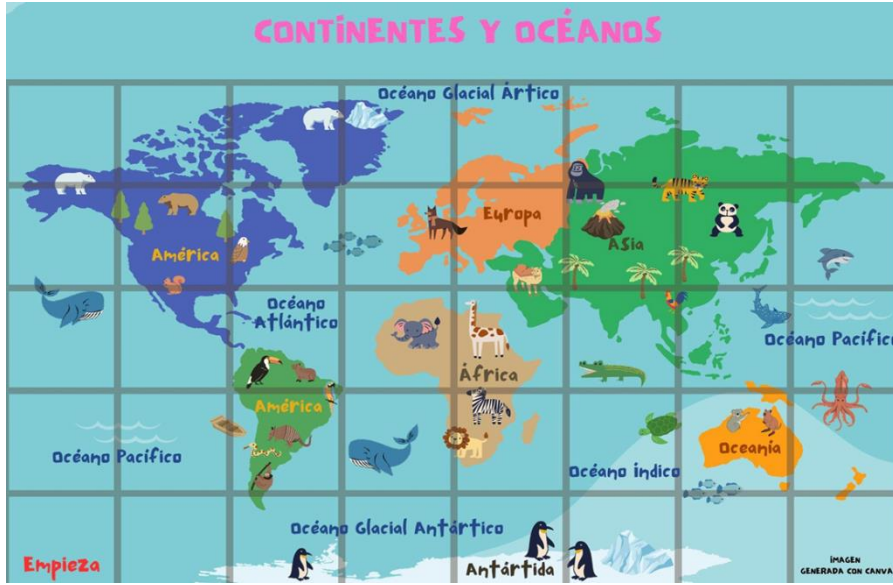 CONTINENTES Y OCÉANOS
Océano Glacial Ártico
Europa
América
Asia
Océano
Atlántico
Océano Pacífico
África
América
Océano Pacífico
Oceanía
Océano índico
Océano Glacial Antártico
Empieza
Antártida
IMAGEN
GENERADA CON CANVA